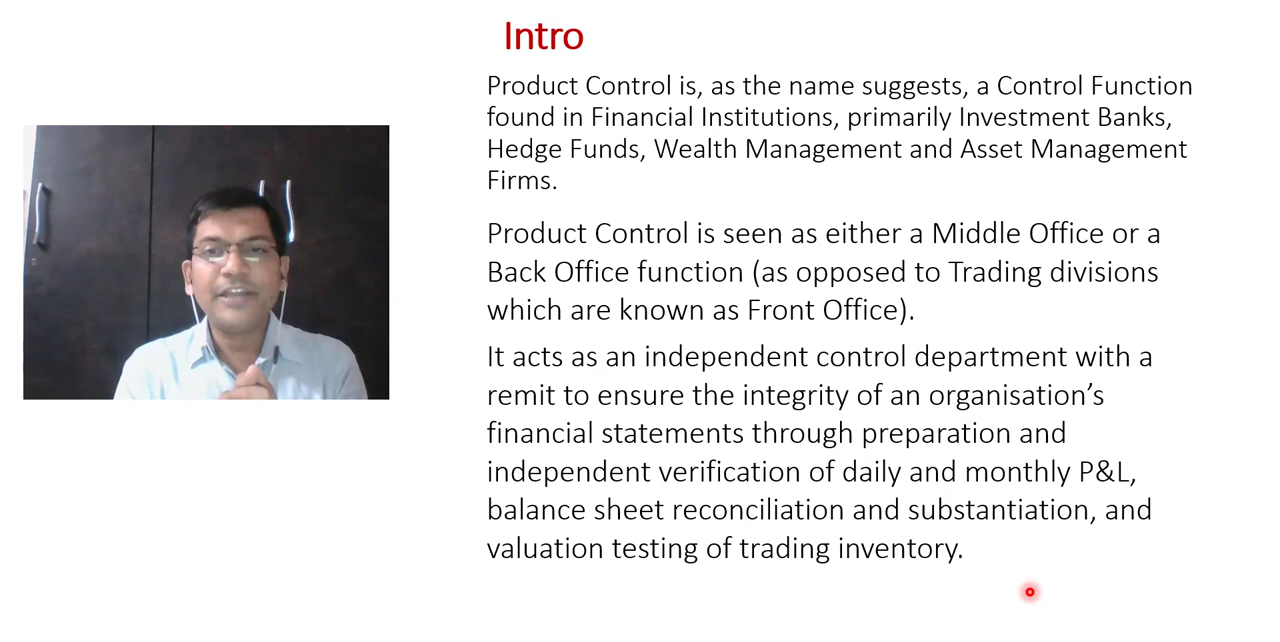 Intro
Product Control is, as the name suggests, a Control Function
found in Financial Institutions, primarily Investment Banks,
Hedge Funds, Wealth Management and Asset Management
Firms.
Product Control is seen as either a Middle Office or a
Back Office function (as opposed to Trading divisions
which are known as Front Office).
It acts as an independent control department with a
remit to ensure the integrity of an organisation’s
financial statements through preparation and
independent verification of daily and monthly P&L,
balance sheet reconciliation and substantiation, and
valuation testing of trading inventory.